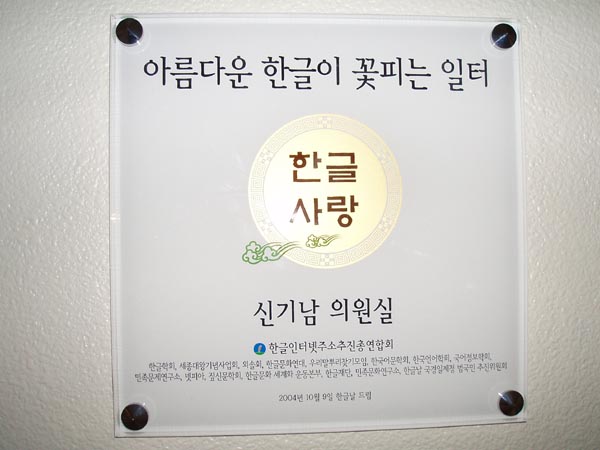 아름다운 한글이 꽃피는 일터
한글
사랑
신기남 의원실
한글인터넷주소추진총연합회
한글학회, 세종대왕기념사업회, 외솔회, 한글문화연대, 우리말뿌리찾기모임, 한국어문학회, 한국언어학회, 국어정보학회,
민족문제연구소, 넷피아, 짚신문학회, 한글문화 세계화 운동본부, 한글재단, 민족문화연구소, 한글날 국경일제정 범국민 추진위원회
2004년 10월 9일 한글날 드림